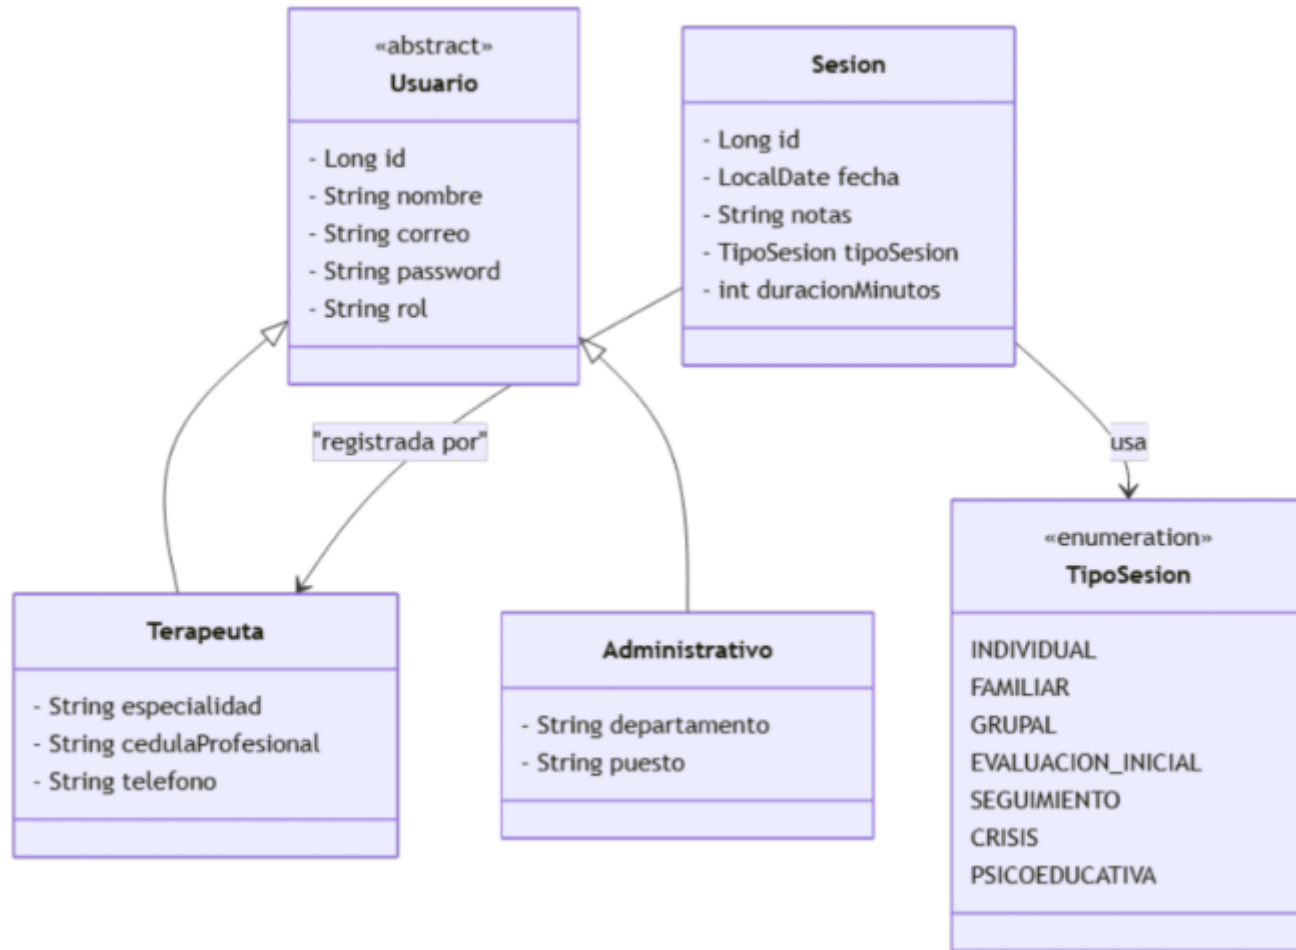 «abstract»
Usuario
- Long id
- String nombre
- String correo
- String password
- String rol
Sesion
- Long id
- LocalDate fecha
- String notas
- TipoSesion tipoSesion
- int duracionMinutos
"registrada por"
usa
Terapeuta
- String especialidad
- String cedulaProfesional
- String telefono
Administrativo
- String departamento
- String puesto
«enumeration»
TipoSesion
INDIVIDUAL
FAMILIAR
GRUPAL
EVALUACION_INICIAL
SEGUIMIENTO
CRISIS
PSICOEDUCATIVA